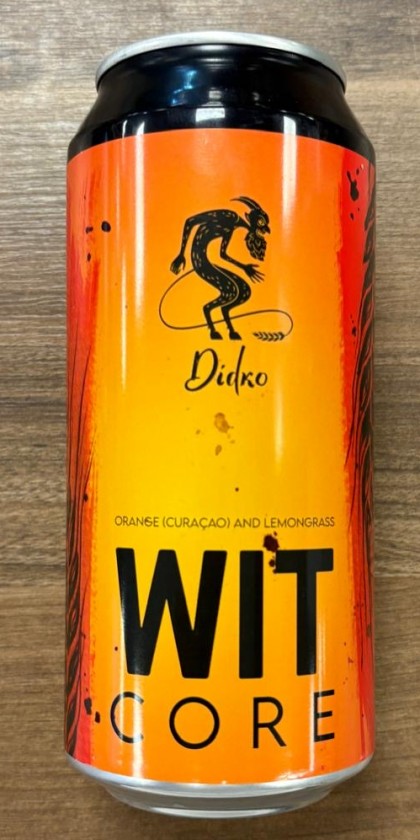 Didko
ORANGE (CURAÇAO) AND LEMONGRASS
WIT
CORE